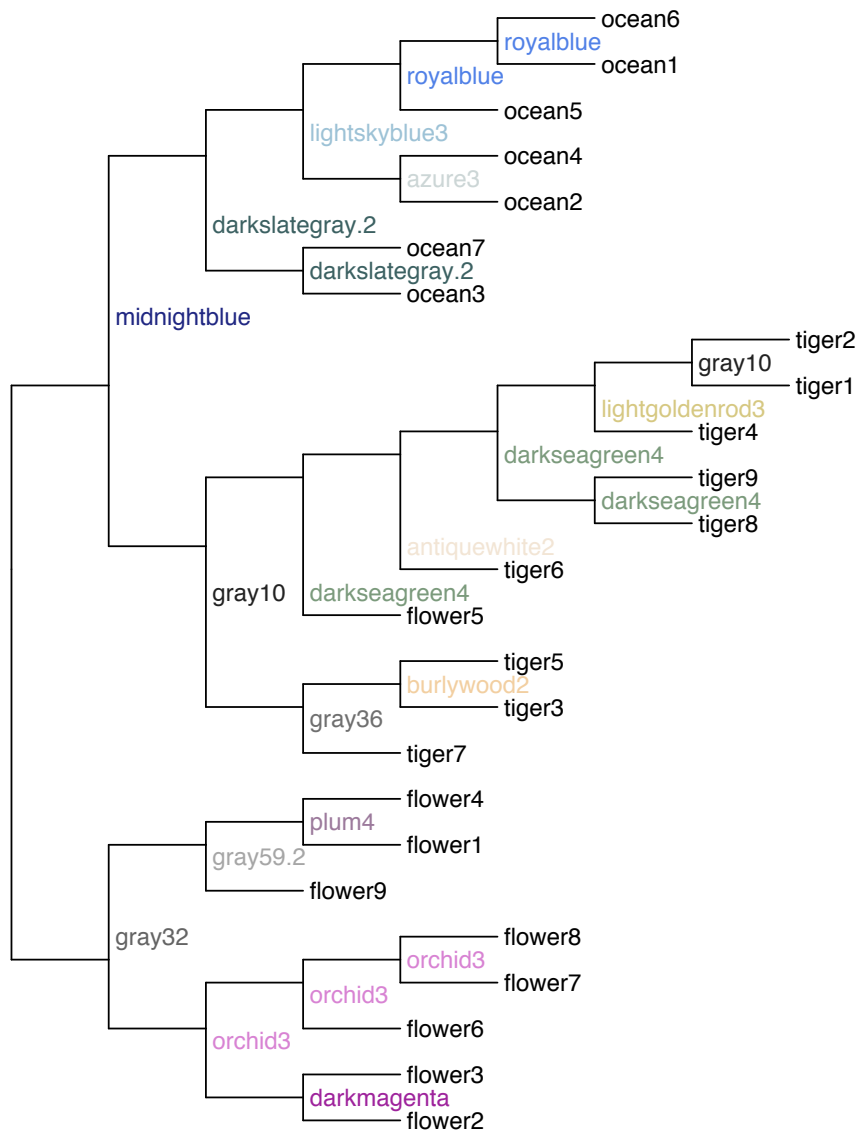 ocean6
royalblue
ocean1
royalblue
ocean5
lightskyblue3
ocean4
azure3
ocean2
darkslategray.2
ocean7
darkslategray.2
ocean3
midnightblue
tiger2
gray10
tiger1
lightgoldenrod3
tiger4
darkseagreen4
tiger9
darkseagreen4
tiger8
antiquewhite2
tiger6
gray10
darkseagreen4
flower5
tiger5
burlywood2
tiger3
gray36
tiger7
flower4
plum4
flower1
gray59.2
flower9
gray32
flower8
orchid3
flower7
orchid3
flower6
orchid3
flower3
darkmagenta
flower2